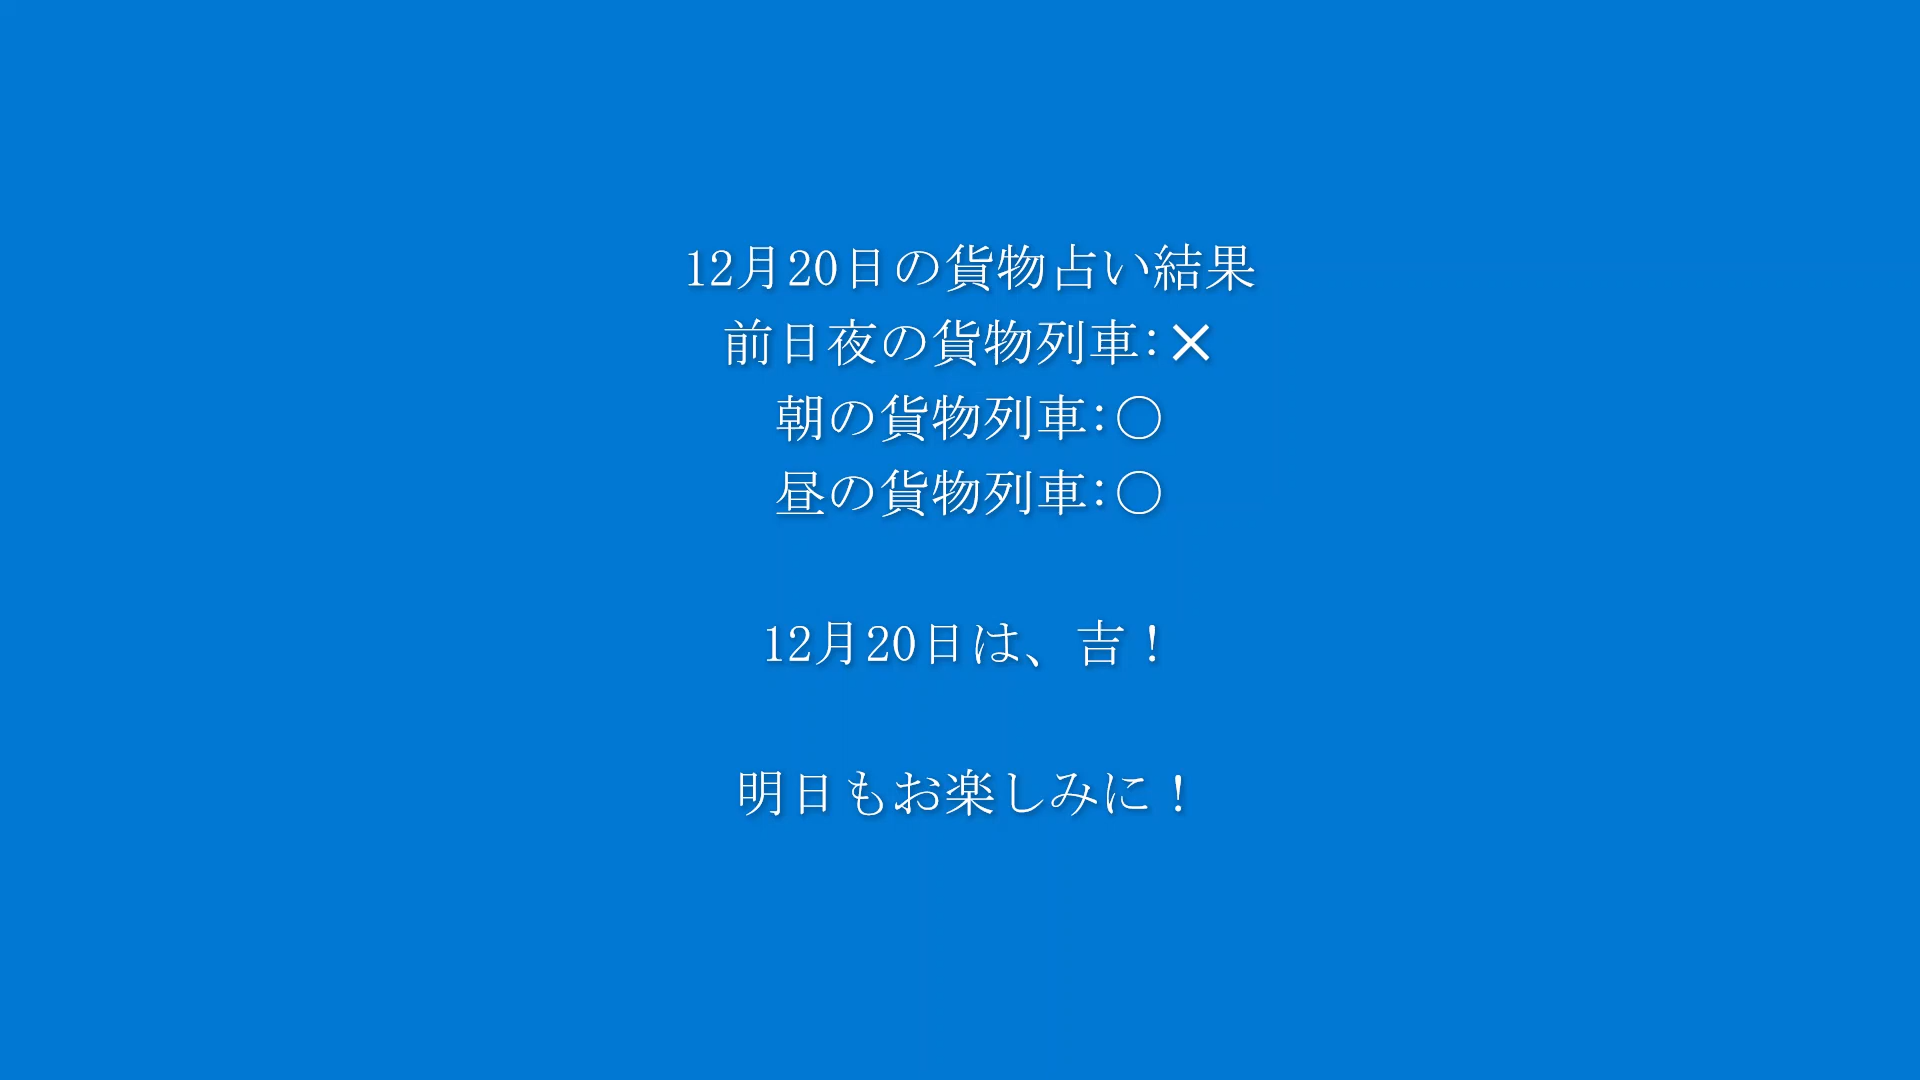 12月20日の貨物占い結果
前日夜の貨物列車:✕
朝の貨物列車:〇
昼の貨物列車:〇
12月20日は、吉！
明日もお楽しみに！